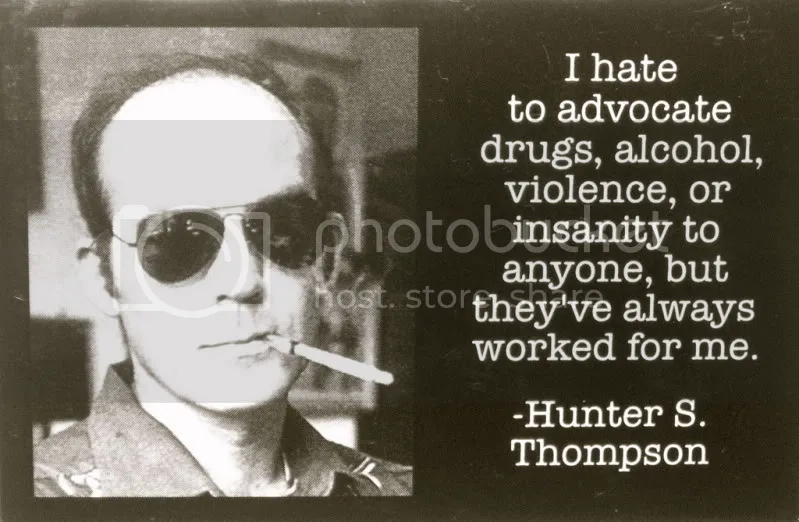 I hate
to advocate
drugs, alcohol,
violence, or
insanity to
anyone, but
they've always
worked for me.
-Hunter S.
Thompson
photobucket
host. store. share.